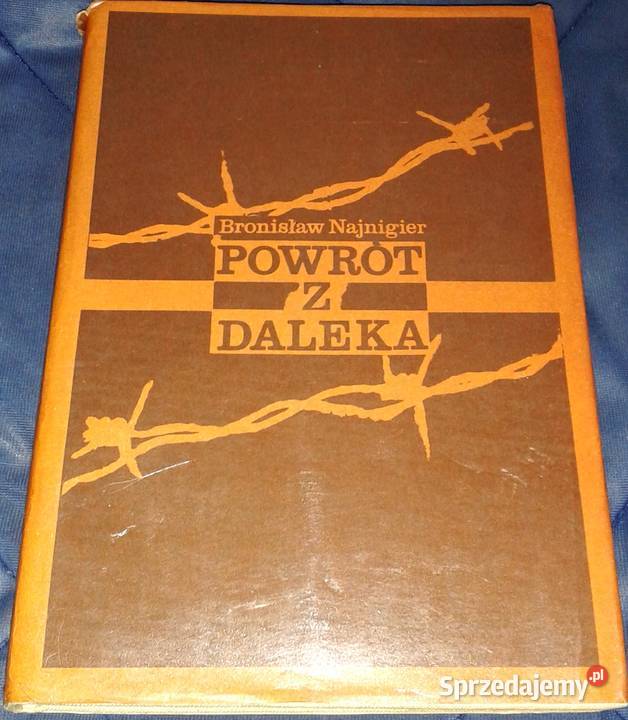 Bronisław Najnigier
POWRÓT
Z
DALEKA
Sprzedajemy.pl